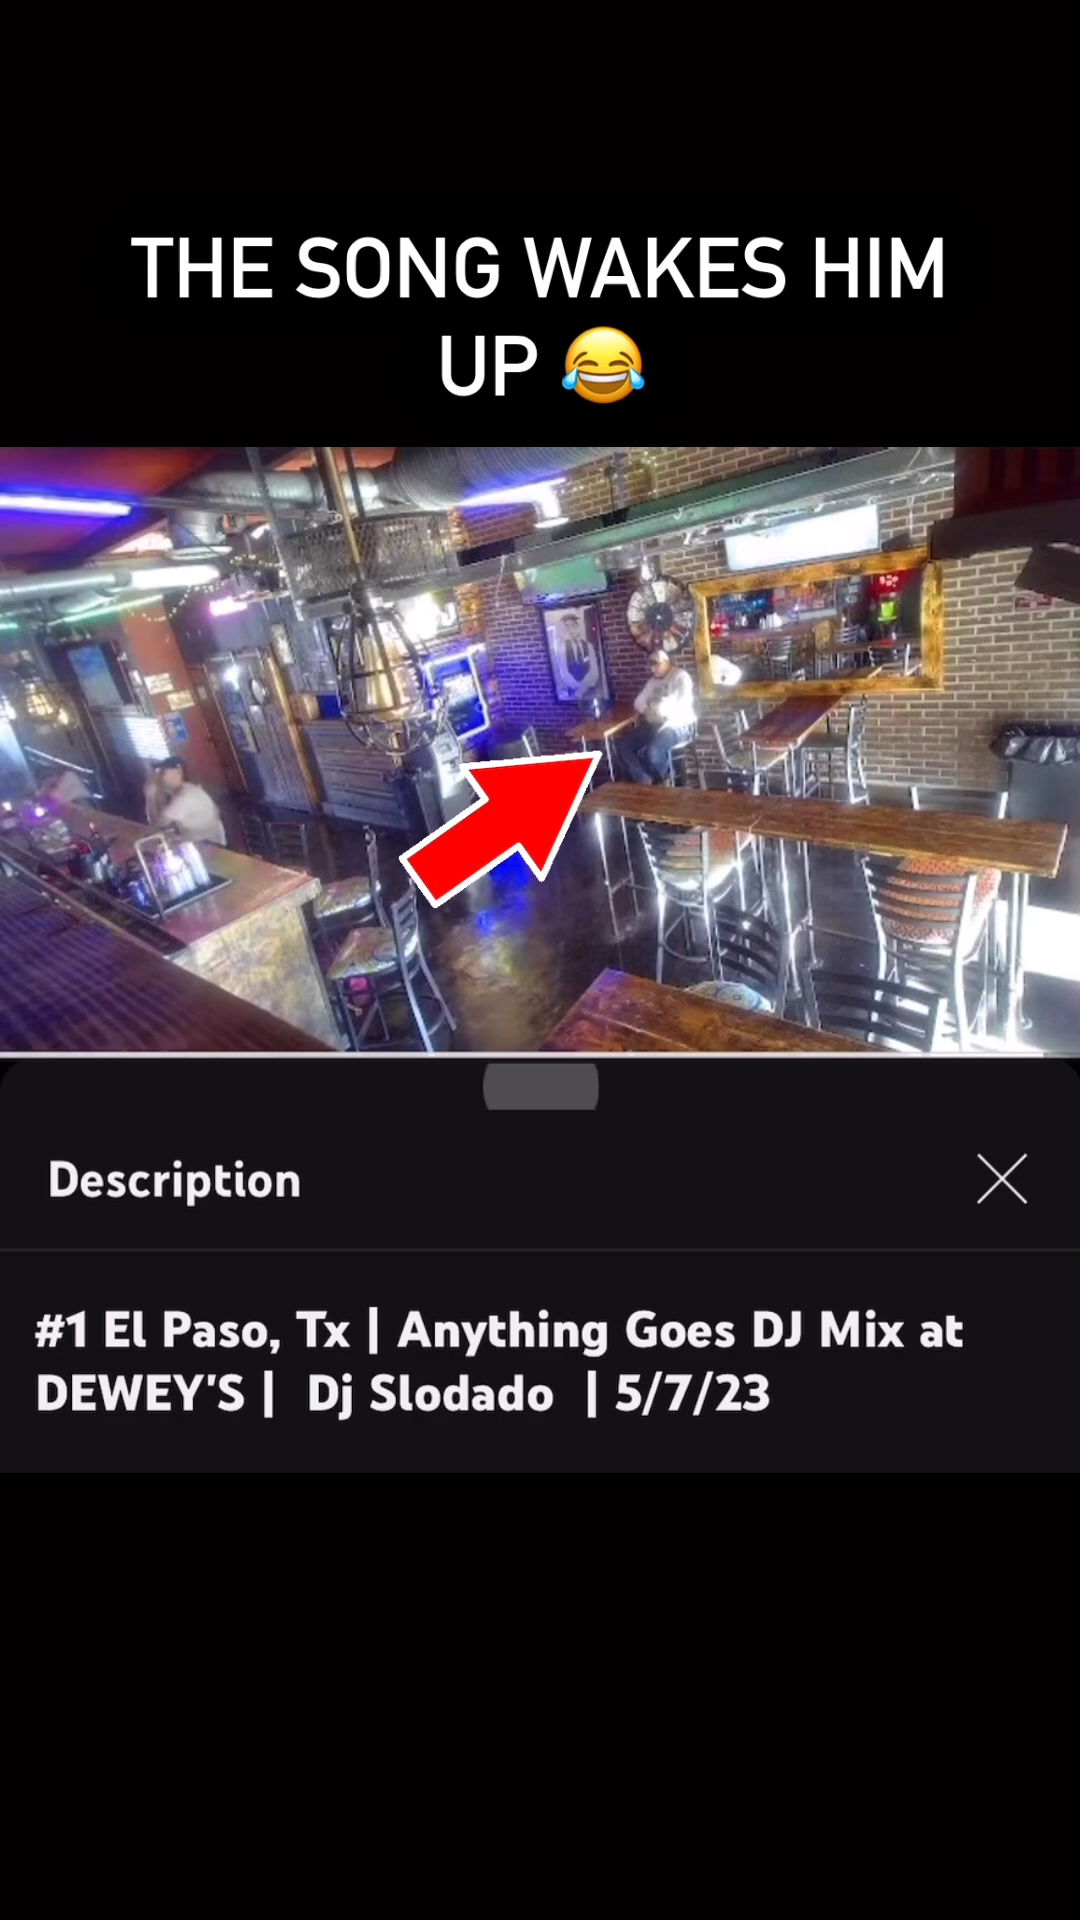 THE SONG WAKES HIM
UP 😂
Description
#1 El Paso, Tx | Anything Goes DJ Mix at
DEWEY'S | Dj Slodado | 5/7/23